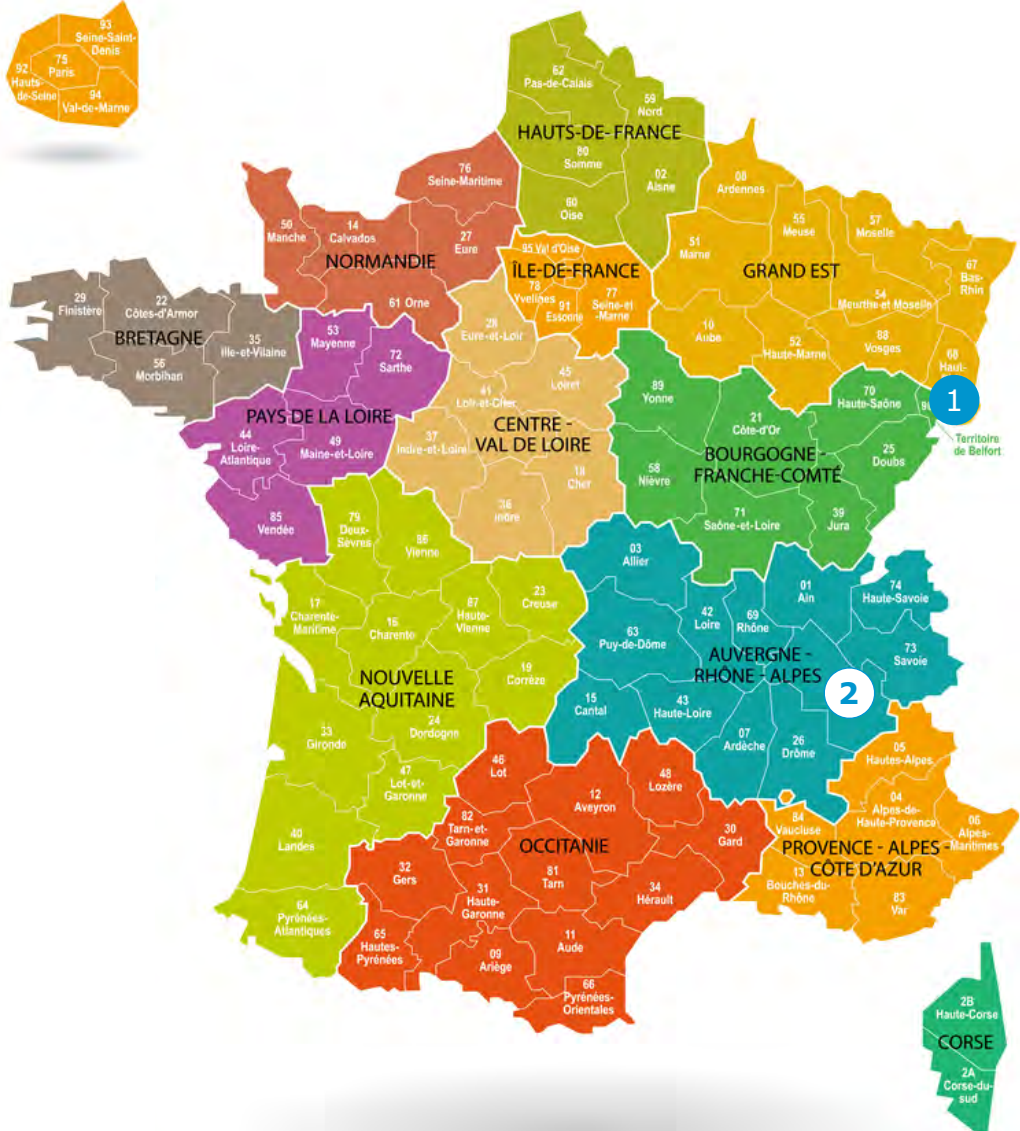 93
Seine-Saint-
Denis
75
Paris
92
Hauts-
de-Seine
94
Val-de-Marne
62
Pas-de-Calais
59
Nord
HAUTS-DE-FRANCE
80
Somme
02
Aisne
60
Oise
76
Seine-Maritime
50
Manche
14
Calvados
27
Eure
NORMANDIE
61 Orne
08
Ardennes
55
Meuse
57
Moselle
51
Marne
67
Bas-
Rhin
GRAND EST
54
Meurthe et Moselle
10
Aube
52
Haute-Marne
88
Vosges
68
Haut-
95 Val d'Oise
ÎLE-DE-FRANCE
78
Yvelines
91
Essonne
77
Seine-et
-Marne
29
Finistère
22
Côtes-d'Armor
BRETAGNE
35
Ille-et-Vilaine
56
Morbihan
53
Mayenne
72
Sarthe
PAYS DE LA LOIRE
44
Loire-
Atlantique
49
Maine-et-Loire
85
Vendée
28
Eure-et-Loir
45
Loiret
41
Loir-et-Cher
CENTRE -
VAL DE LOIRE
37
Indre-et-Loire
18
Cher
36
Indre
89
Yonne
21
Côte-d'Or
70
Haute-Saône
1
Territoire
de Belfort
BOURGOGNE -
FRANCHE-COMTÉ
25
Doubs
58
Nièvre
71
Saône-et-Loire
39
Jura
79
Deux-
Sèvres
86
Vienne
17
Charente-
Maritime
16
Charente
87
Haute-
Vienne
23
Creuse
19
Corrèze
NOUVELLE
AQUITAINE
24
Dordogne
33
Gironde
47
Lot-et-
Garonne
40
Landes
64
Pyrénées-
Atlantiques
03
Allier
01
Ain
74
Haute-Savoie
42
Loire
69
Rhône
63
Puy-de-Dôme
73
Savoie
AUVERGNE -
RHÔNE - ALPES
2
15
Cantal
43
Haute-Loire
07
Ardèche
26
Drôme
46
Lot
12
Aveyron
48
Lozère
82
Tarn-et-
Garonne
30
Gard
OCCITANIE
32
Gers
81
Tarn
31
Haute-
Garonne
34
Hérault
65
Hautes-
Pyrénées
09
Ariège
11
Aude
66
Pyrénées-
Orientales
05
Hautes-Alpes
04
Alpes-de-
Haute-Provence
06
Alpes-
Maritimes
84
Vaucluse
PROVENCE - ALPES -
CÔTE D'AZUR
13
Bouches-du-
Rhône
83
Var
2B
Haute-Corse
CORSE
2A
Corse-du-
sud